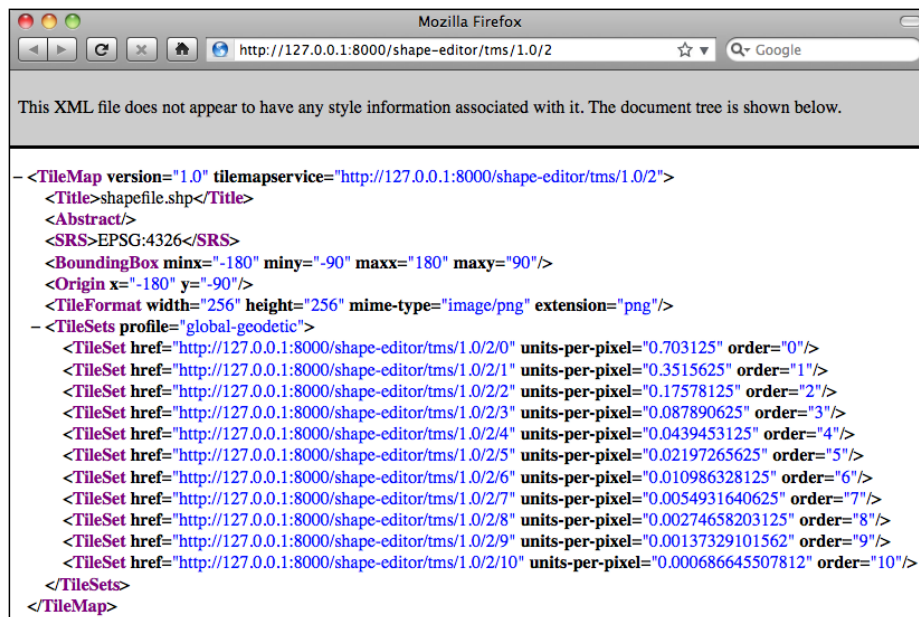 Mozilla Firefox
http://127.0.0.1:8000/shape-editor/tms/1.0/2
Google
This XML file does not appear to have any style information associated with it. The document tree is shown below.
– <TileMap version="1.0" tilemapservice="http://127.0.0.1:8000/shape-editor/tms/1.0/2">
<Title>shapefile.shp</Title>
<Abstract/>
<SRS>EPSG:4326</SRS>
<BoundingBox minx="-180" miny="-90" maxx="180" maxy="90"/>
<Origin x="-180" y="-90"/>
<TileFormat width="256" height="256" mime-type="image/png" extension="png"/>
– <TileSets profile="global-geodetic">
<TileSet href="http://127.0.0.1:8000/shape-editor/tms/1.0/2/0" units-per-pixel="0.703125" order="0"/>
<TileSet href="http://127.0.0.1:8000/shape-editor/tms/1.0/2/1" units-per-pixel="0.3515625" order="1"/>
<TileSet href="http://127.0.0.1:8000/shape-editor/tms/1.0/2/2" units-per-pixel="0.17578125" order="2"/>
<TileSet href="http://127.0.0.1:8000/shape-editor/tms/1.0/2/3" units-per-pixel="0.087890625" order="3"/>
<TileSet href="http://127.0.0.1:8000/shape-editor/tms/1.0/2/4" units-per-pixel="0.0439453125" order="4"/>
<TileSet href="http://127.0.0.1:8000/shape-editor/tms/1.0/2/5" units-per-pixel="0.02197265625" order="5"/>
<TileSet href="http://127.0.0.1:8000/shape-editor/tms/1.0/2/6" units-per-pixel="0.010986328125" order="6"/>
<TileSet href="http://127.0.0.1:8000/shape-editor/tms/1.0/2/7" units-per-pixel="0.0054931640625" order="7"/>
<TileSet href="http://127.0.0.1:8000/shape-editor/tms/1.0/2/8" units-per-pixel="0.00274658203125" order="8"/>
<TileSet href="http://127.0.0.1:8000/shape-editor/tms/1.0/2/9" units-per-pixel="0.00137329101562" order="9"/>
<TileSet href="http://127.0.0.1:8000/shape-editor/tms/1.0/2/10" units-per-pixel="0.000686645507812" order="10"/>
</TileSets>
</TileMap>